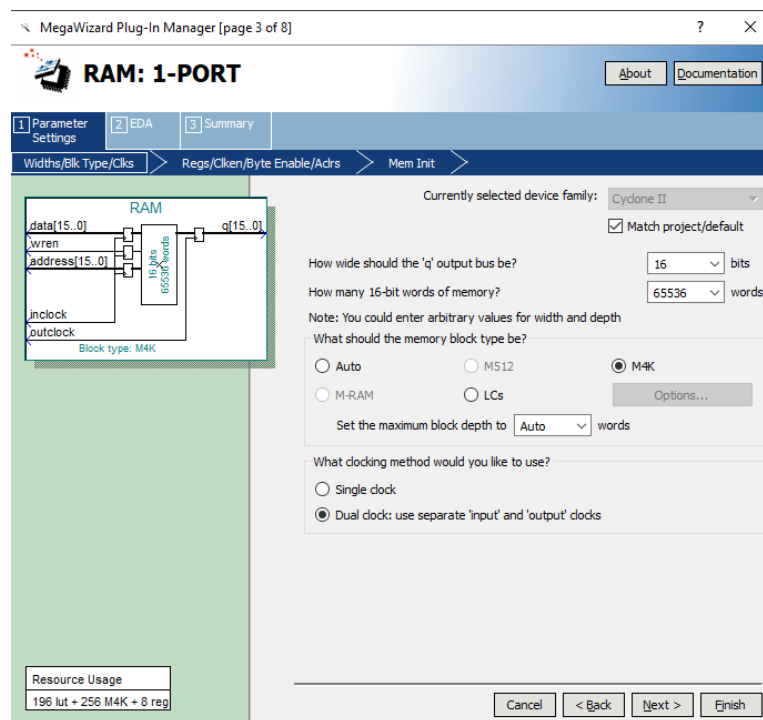 MegaWizard Plug-In Manager [page 3 of 8]
?
RAM: 1-PORT
About
Documentation
1 Parameter Settings
2 EDA
3 Summary
Widths/Blk Type/Clks
Regs/Clken/Byte Enable/Adrs
Mem Init
RAM
data[15..0]
q[15..0]
wren
address[15..0]
16 bits
65536 words
inclock
outclock
Block type: M4K
Currently selected device family:
Cyclone II
Match project/default
How wide should the 'q' output bus be?
16
bits
How many 16-bit words of memory?
65536
words
Note: You could enter arbitrary values for width and depth
What should the memory block type be?
Auto
M512
M4K
M-RAM
LCs
Options...
Set the maximum block depth to
Auto
words
What clocking method would you like to use?
Single clock
Dual clock: use separate 'input' and 'output' clocks
Resource Usage
196 lut + 256 M4K + 8 reg
Cancel
< Back
Next >
Finish